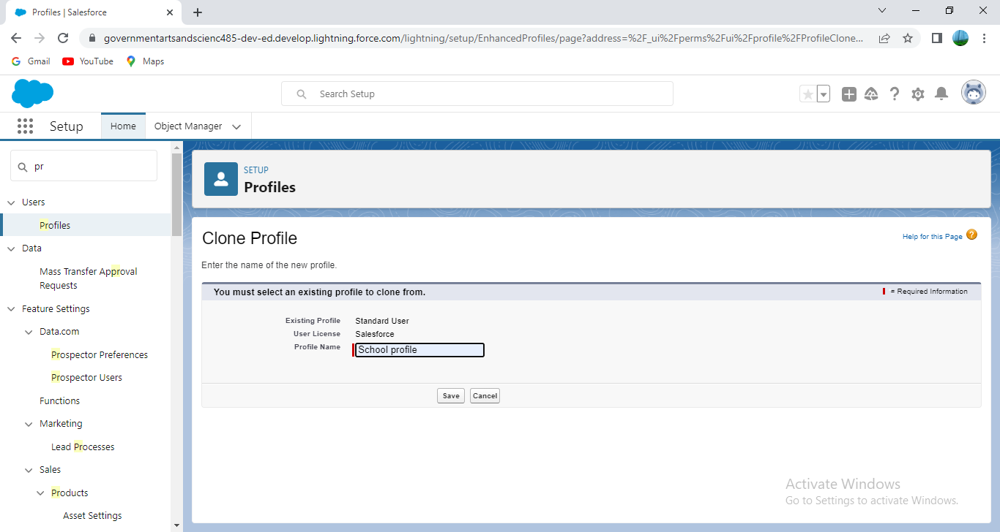 Profiles | Salesforce
governmentartsandscienc485-dev-ed.develop.lightning.force.com/lightning/setup/EnhancedProfiles/page?address=%2F_ui%2Fperms%2Fui%2Fprofile%2FProfileClone...
Gmail YouTube Maps
Search Setup
Setup Home Object Manager
pr
Users
Profiles
Data
Mass Transfer Approval
Requests
Feature Settings
Data.com
Prospector Preferences
Prospector Users
Functions
Marketing
Lead Processes
Sales
Products
Asset Settings
SETUP
Profiles
Clone Profile
Help for this Page ?
Enter the name of the new profile.
You must select an existing profile to clone from.
= Required Information
Existing Profile Standard User
User License Salesforce
Profile Name School profile
Save Cancel
Activate Windows
Go to Settings to activate Windows.